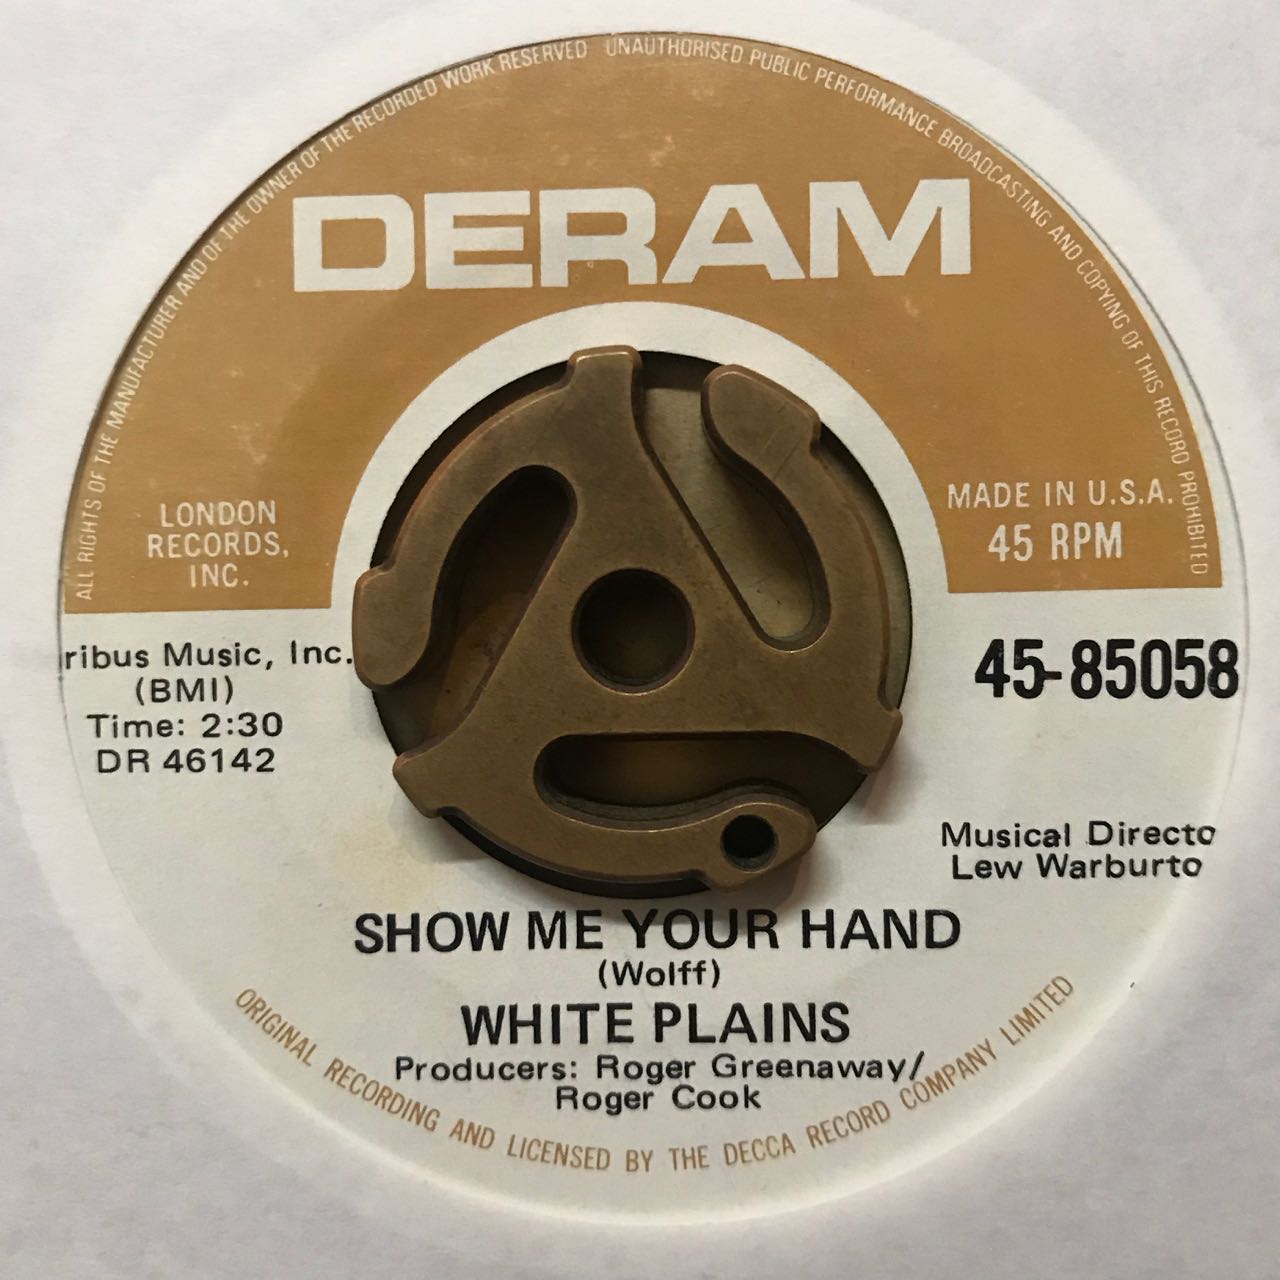 ALL RIGHTS OF THE MANUFACTURER AND OF THE OWNER OF THE RECORDED WORK RESERVED UNAUTHORISED PUBLIC PERFORMANCE BROADCASTING AND COPYING OF THIS RECORD PROHIBITED
DERAM
LONDON
RECORDS,
INC.
MADE IN U.S.A.
45 RPM
ribus Music, Inc.
(BMI)
Time: 2:30
DR 46142
45-85058
Musical Directo
Lew Warburto
SHOW ME YOUR HAND
(Wolff)
WHITE PLAINS
Producers: Roger Greenaway/
Roger Cook
ORIGINAL RECORDING AND LICENSED BY THE DECCA RECORD COMPANY LIMITED